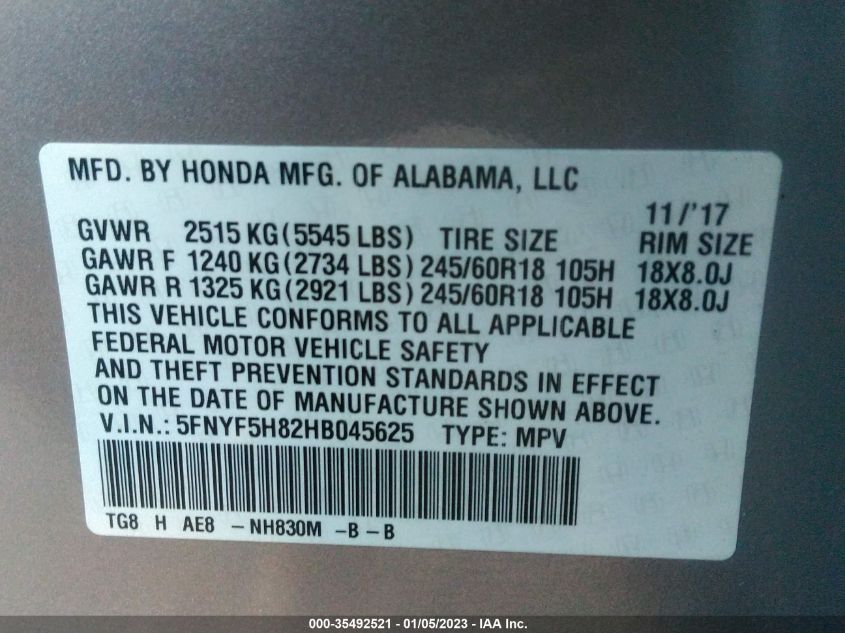 MFD. BY HONDA MFG. OF ALABAMA, LLC
11/'17
GVWR 2515 KG (5545 LBS) TIRE SIZE RIM SIZE
GAWR F 1240 KG (2734 LBS) 245/60R18 105H 18X8.0J
GAWR R 1325 KG (2921 LBS) 245/60R18 105H 18X8.0J
THIS VEHICLE CONFORMS TO ALL APPLICABLE
FEDERAL MOTOR VEHICLE SAFETY
AND THEFT PREVENTION STANDARDS IN EFFECT
ON THE DATE OF MANUFACTURE SHOWN ABOVE.
V.I.N.: 5FNYF5H82HB045625 TYPE: MPV
TG8 H AE8 - NH830M - B - B
000-35492521 - 01/05/2023 - IAA Inc.